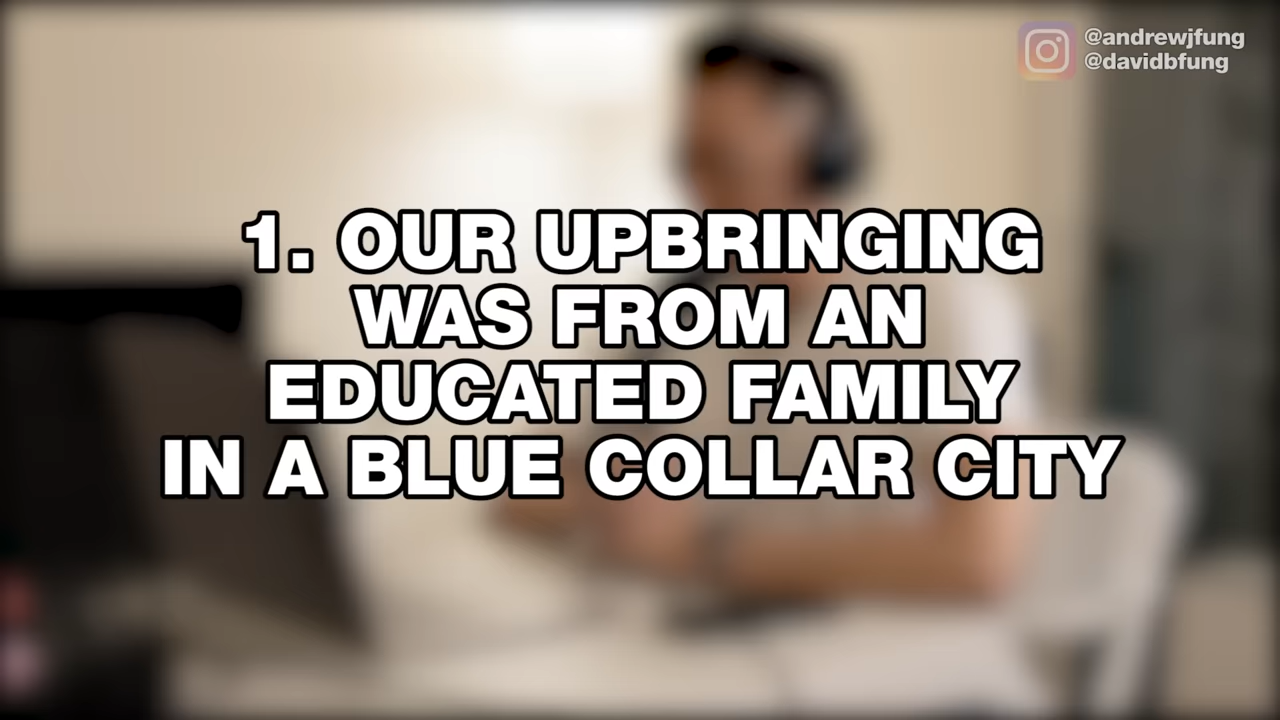 @andrewjfung
@davidbfung
1. OUR UPBRINGING
WAS FROM AN
EDUCATED FAMILY
IN A BLUE COLLAR CITY